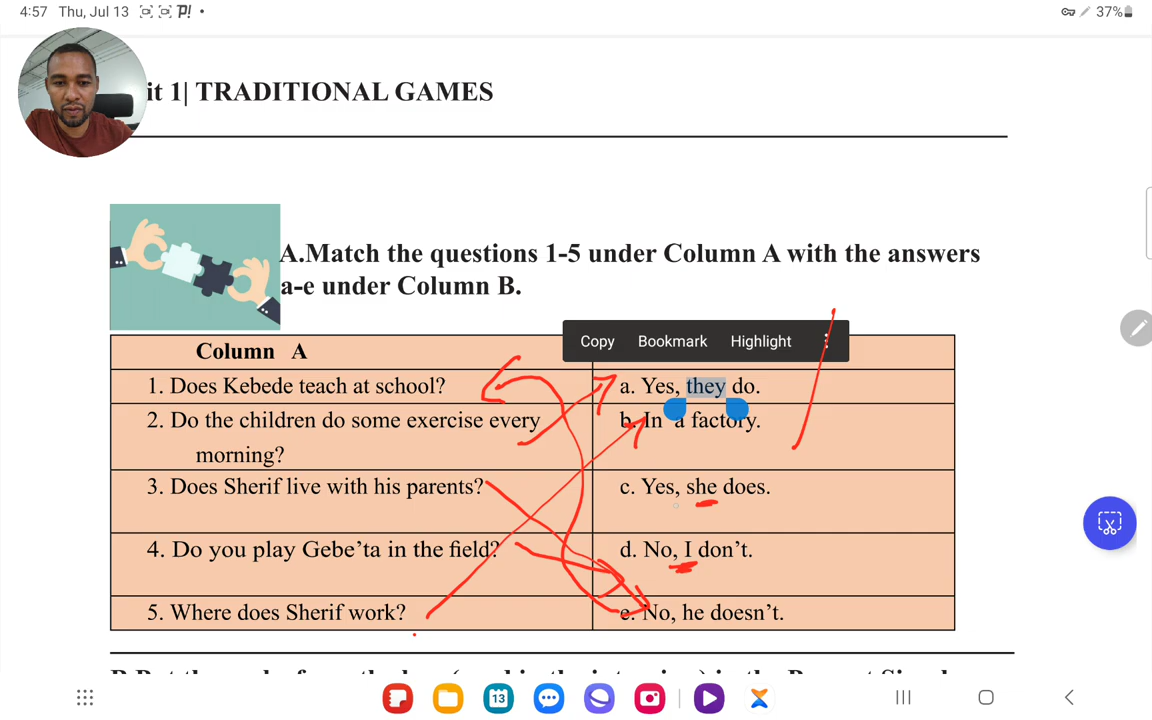 4:57 Thu, Jul 13 P! 37%
it 1| TRADITIONAL GAMES
A.Match the questions 1-5 under Column A with the answers
a-e under Column B.
Column A
Copy Bookmark Highlight
1. Does Kebede teach at school?
a. Yes, they do.
2. Do the children do some exercise every
morning?
b. In a factory.
3. Does Sherif live with his parents?
c. Yes, she does.
4. Do you play Gebe’ta in the field?
d. No, I don’t.
5. Where does Sherif work?
e. No, he doesn’t.
13